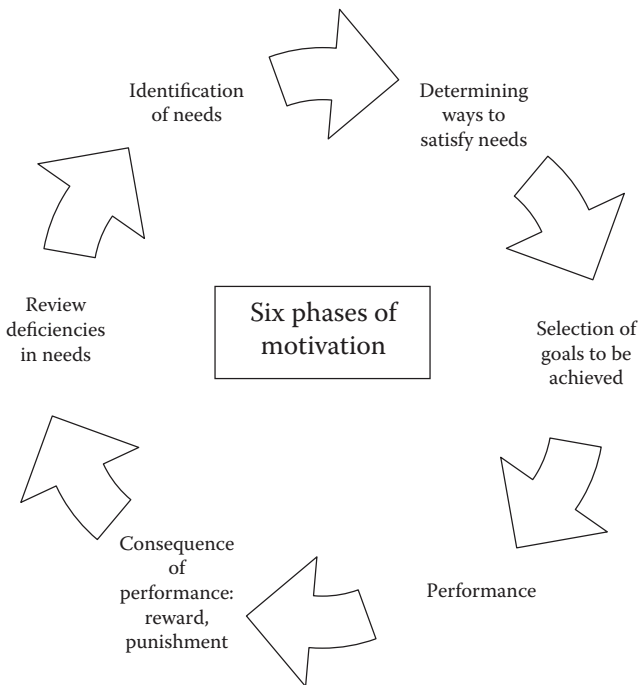 Identification
of needs
Determining
ways to
satisfy needs
Selection of
goals to be
achieved
Performance
Consequence
of
performance:
reward,
punishment
Review
deficiencies
in needs
Six phases of
motivation